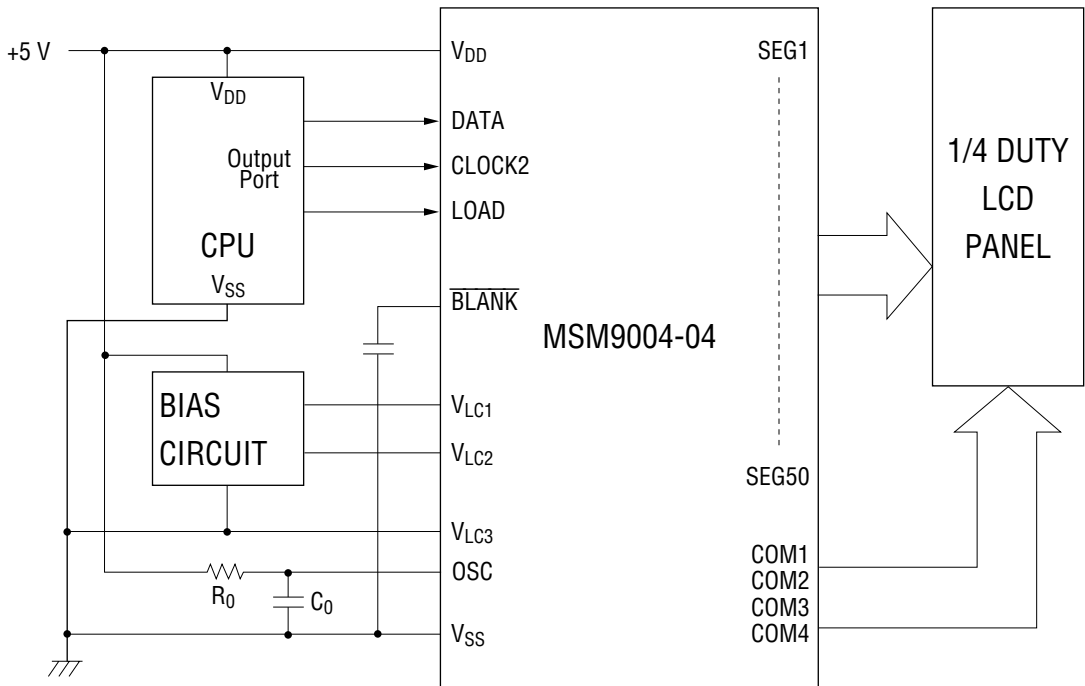 +5 V
VDD
Output
Port
CPU
VSS
BIAS
CIRCUIT
R0
C0
VDD
DATA
CLOCK2
LOAD
BLANK
VLC1
VLC2
VLC3
OSC
VSS
MSM9004-04
SEG1
SEG50
COM1
COM2
COM3
COM4
1/4 DUTY
LCD
PANEL